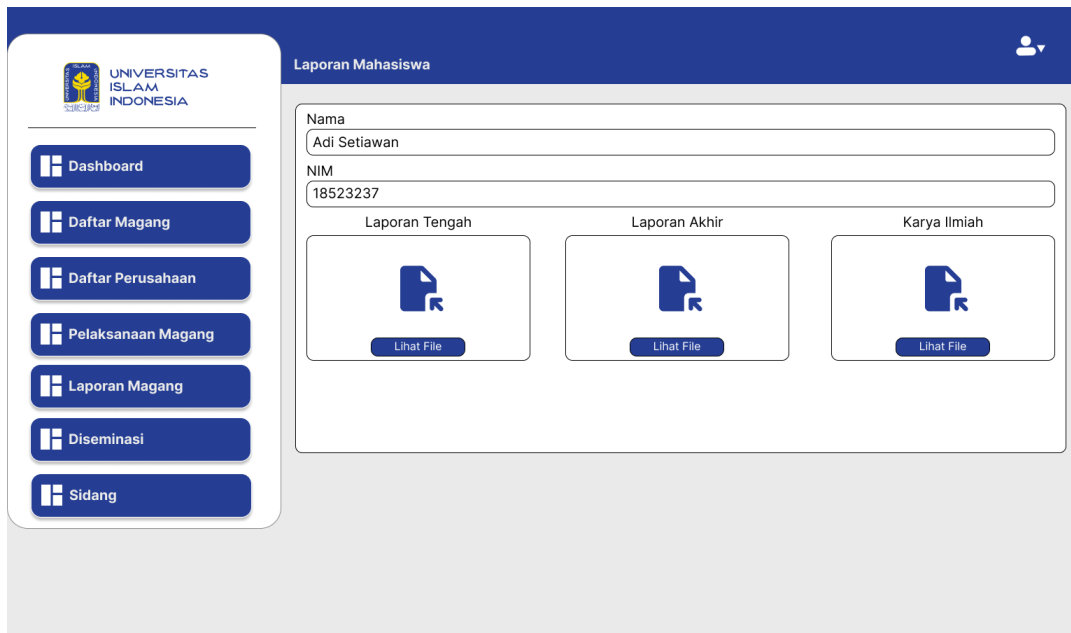 UNIVERSITAS
ISLAM
INDONESIA
Dashboard
Daftar Magang
Daftar Perusahaan
Pelaksanaan Magang
Laporan Magang
Diseminasi
Sidang
Laporan Mahasiswa
Nama
Adi Setiawan
NIM
18523237
Laporan Tengah
Laporan Akhir
Karya Ilmiah
Lihat File
Lihat File
Lihat File